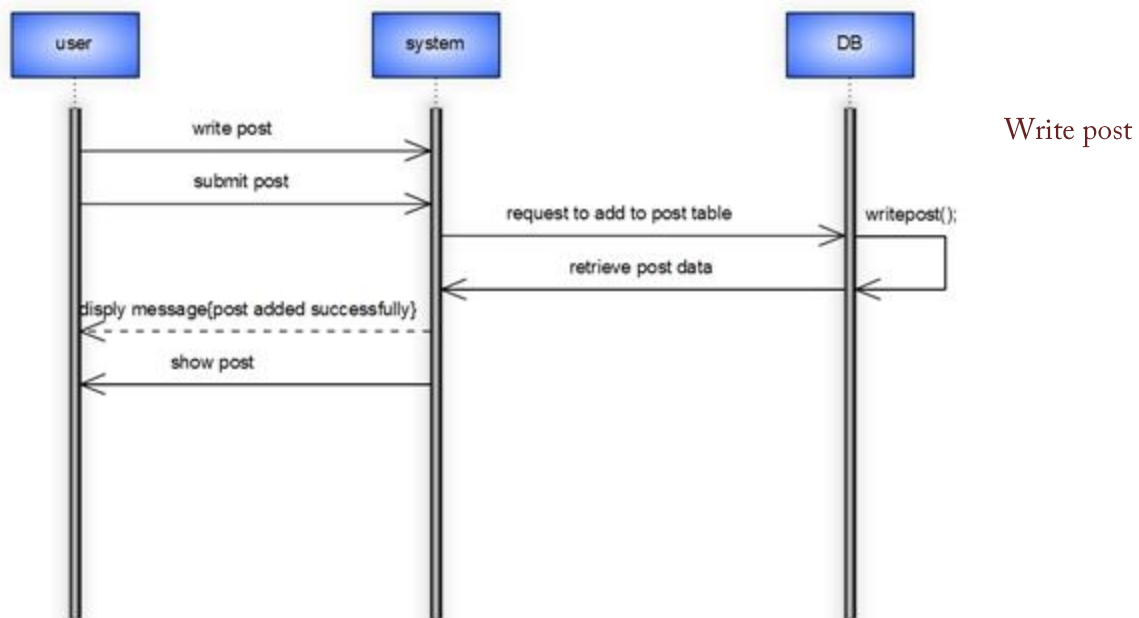 user
system
DB
Write post
write post
submit post
request to add to post table
writepost();
retrieve post data
disply message{post added successfully}
show post